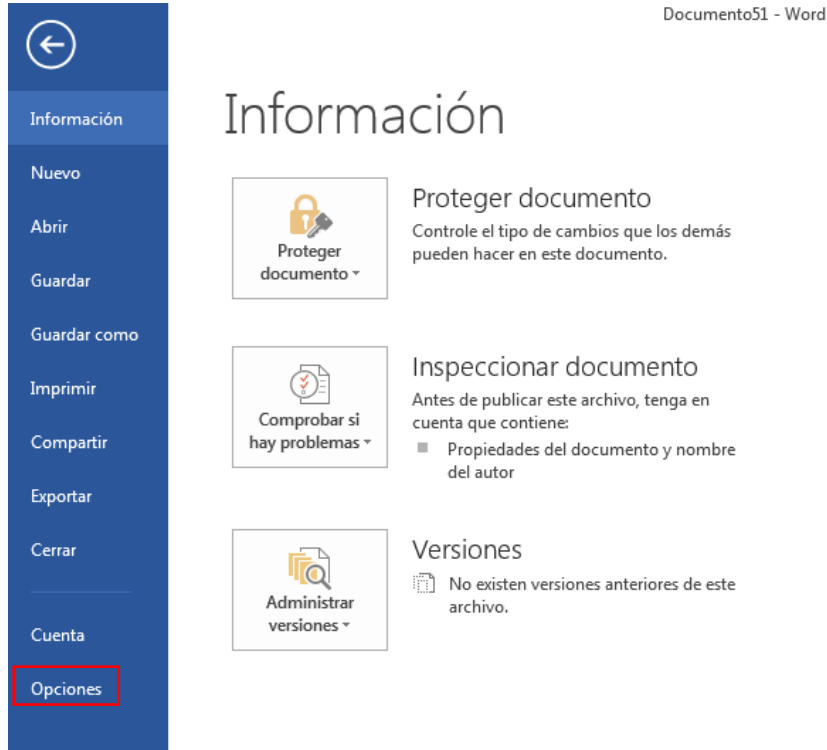 Documento51 - Word
Información
Nuevo
Abrir
Guardar
Guardar como
Imprimir
Compartir
Exportar
Cerrar
Cuenta
Opciones
Información
Proteger
documento
Proteger documento
Controle el tipo de cambios que los demás
pueden hacer en este documento.
Comprobar si
hay problemas
Inspeccionar documento
Antes de publicar este archivo, tenga en
cuenta que contiene:
Propiedades del documento y nombre
del autor
Administrar
versiones
Versiones
No existen versiones anteriores de este
archivo.